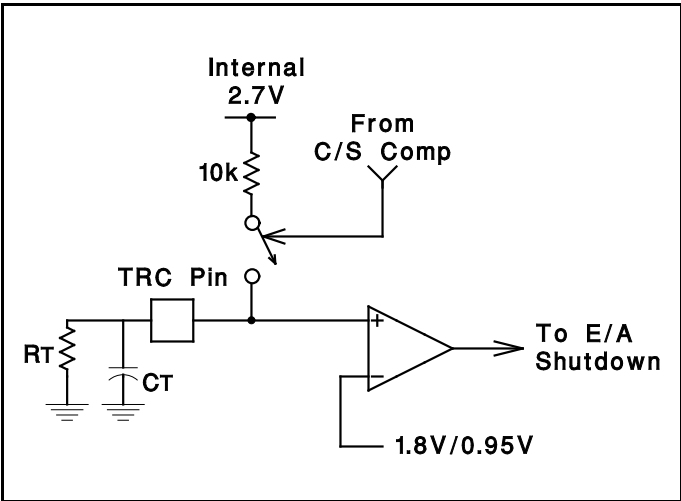 Internal
2.7V
From
C/S Comp
10k
TRC Pin
+
To E/A
Shutdown
RT
CT
−
1.8V/0.95V